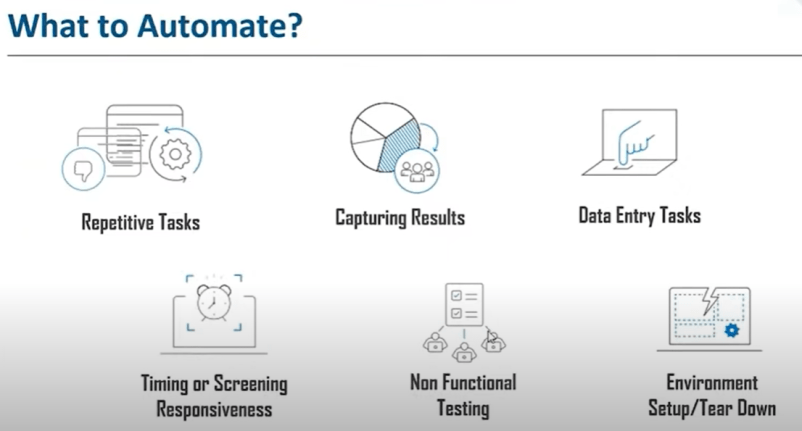 What to Automate?
Repetitive Tasks
Capturing Results
Data Entry Tasks
Timing or Screening
Responsiveness
Non Functional
Testing
Environment
Setup/Tear Down